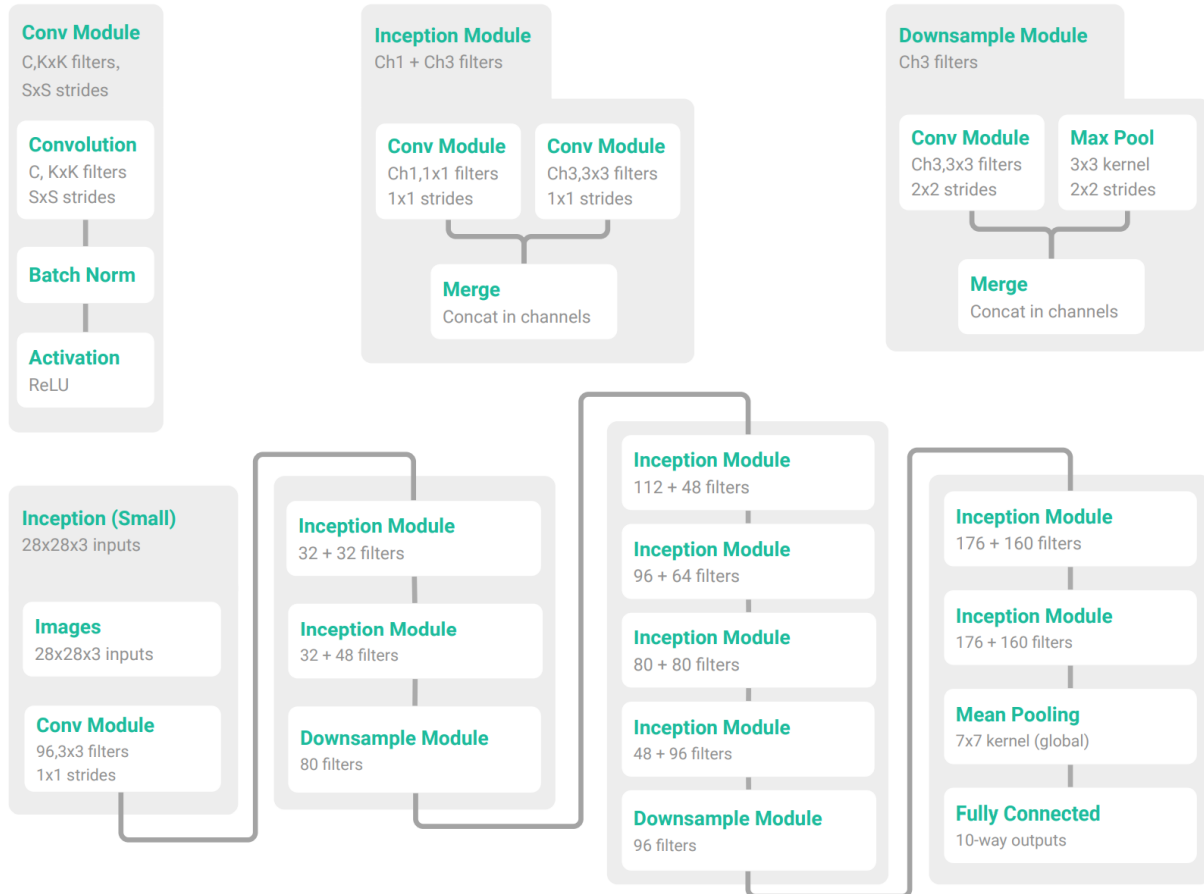 Conv Module
C,KxK filters,
SxS strides
Convolution
C, KxK filters
SxS strides
Batch Norm
Activation
ReLU
Inception Module
Ch1 + Ch3 filters
Conv Module
Ch1,1x1 filters
1x1 strides
Conv Module
Ch3,3x3 filters
1x1 strides
Merge
Concat in channels
Downsample Module
Ch3 filters
Conv Module
Ch3,3x3 filters
2x2 strides
Max Pool
3x3 kernel
2x2 strides
Merge
Concat in channels
Inception (Small)
28x28x3 inputs
Images
28x28x3 inputs
Conv Module
96,3x3 filters
1x1 strides
Inception Module
32 + 32 filters
Inception Module
32 + 48 filters
Downsample Module
80 filters
Inception Module
112 + 48 filters
Inception Module
96 + 64 filters
Inception Module
80 + 80 filters
Inception Module
48 + 96 filters
Downsample Module
96 filters
Inception Module
176 + 160 filters
Inception Module
176 + 160 filters
Mean Pooling
7x7 kernel (global)
Fully Connected
10-way outputs